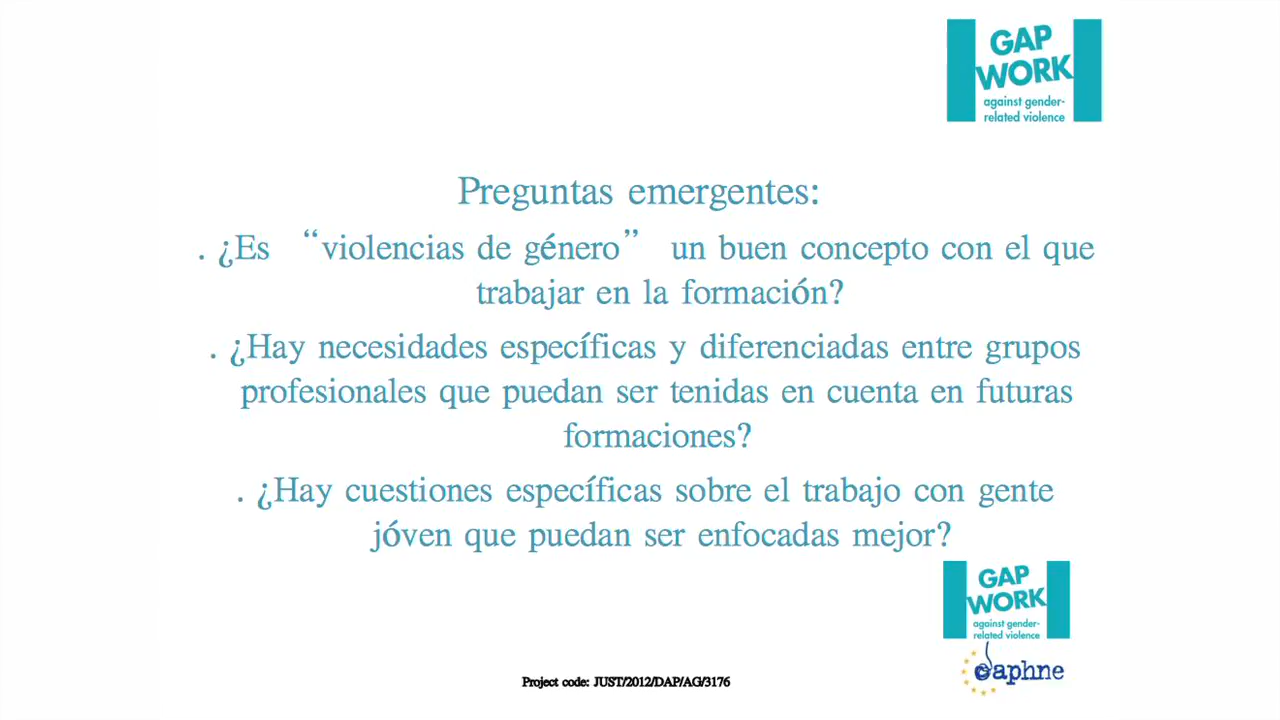 GAP
WORK
against gender-
related violence
Preguntas emergentes:
. ¿Es “violencias de género” un buen concepto con el que
trabajar en la formación?
. ¿Hay necesidades específicas y diferenciadas entre grupos
profesionales que puedan ser tenidas en cuenta en futuras
formaciones?
. ¿Hay cuestiones específicas sobre el trabajo con gente
jóven que puedan ser enfocadas mejor?
GAP
WORK
against gender-
related violence
daphne
Project code: JUST/2012/DAP/AG/3176